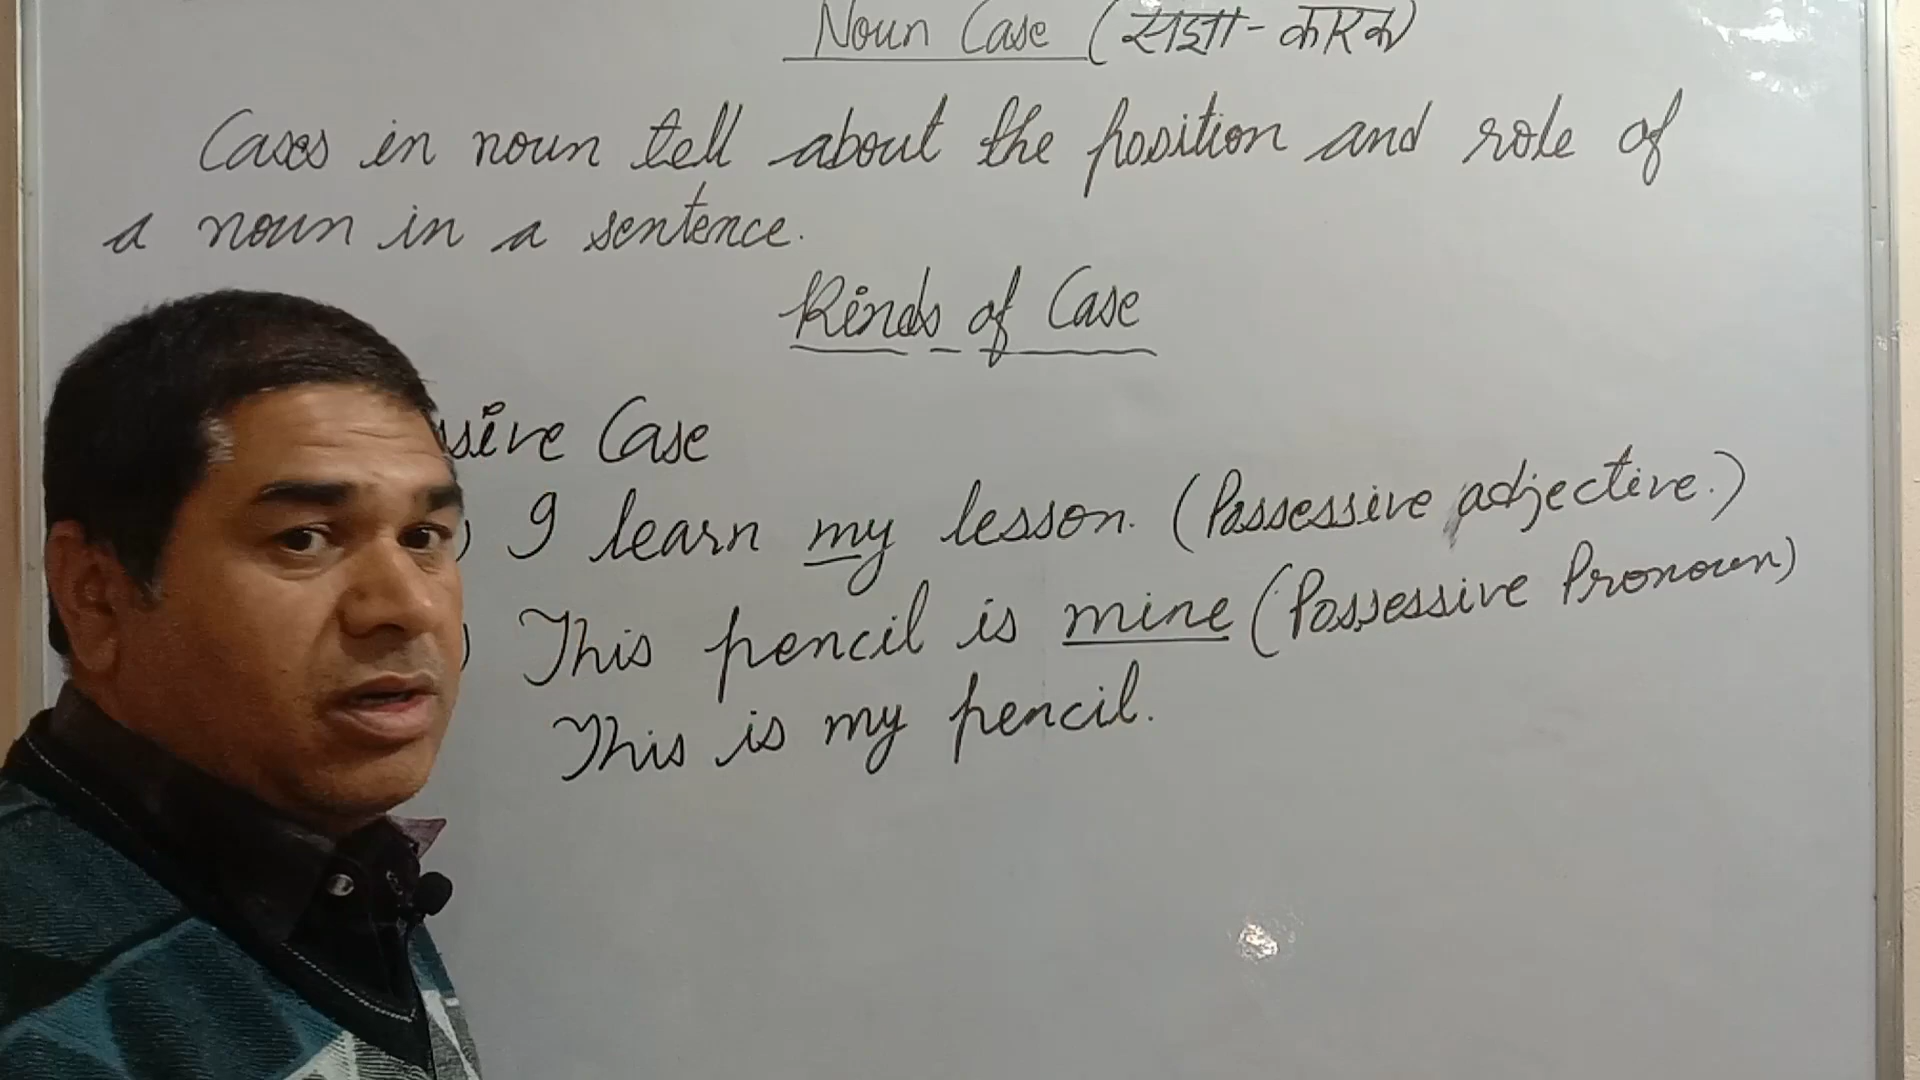 Noun Case (संज्ञा - कारक)
Cases in noun tell about the position and role of
a noun in a sentence.
Kinds of Case
ssive Case
) I learn my lesson. (Possessive adjective.)
) This pencil is mine (Possessive Pronoun)
This is my pencil.